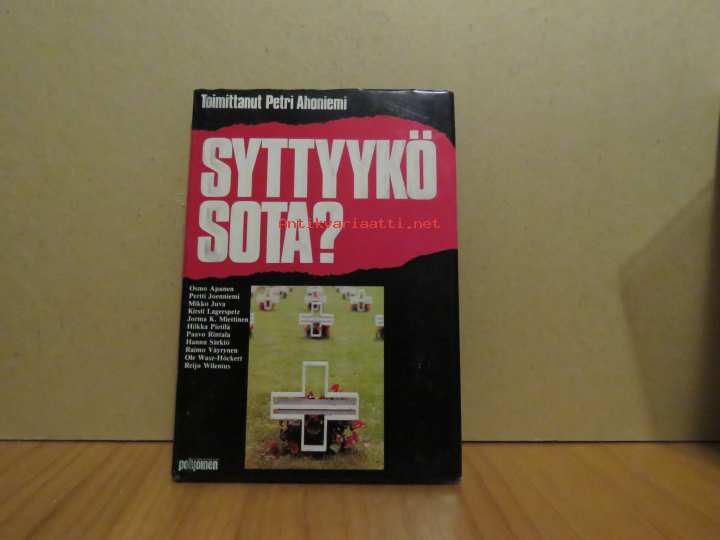 Toimittanut Petri Ahoniemi
SYTTYYKÖ
SOTA?
Antikvariaatti.net
Osmo Apunen
Pertti Joenniemi
Mikko Juva
Kirsti Lagerspetz
Jorma K. Miettinen
Hilkka Pietilä
Paavo Rintala
Hannu Särkiö
Raimo Väyrynen
Ole Wasz-Höckert
Reijo Wilenius
pohjoinen